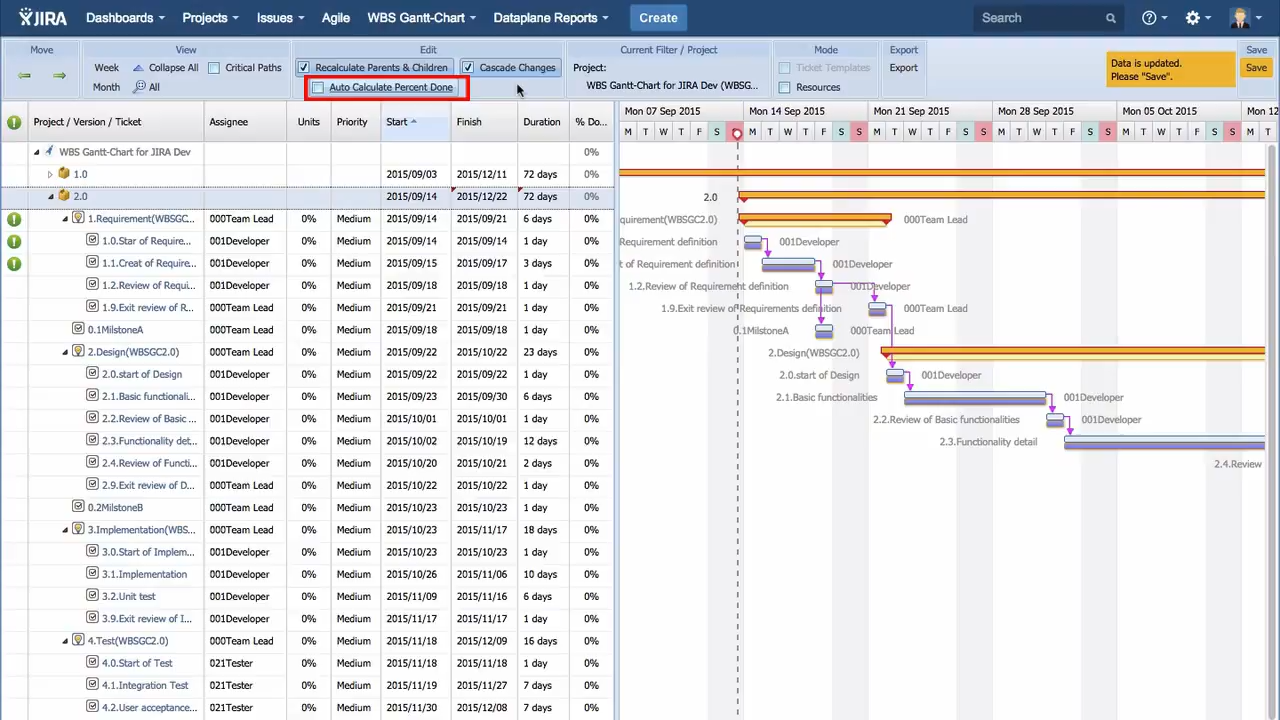 JIRA Dashboards Projects Issues Agile WBS Gantt-Chart Dataplane Reports Create Search
Move View Edit Current Filter / Project Mode Export Save
Week Collapse All Critical Paths Recalculate Parents & Children Cascade Changes Project: Ticket Templates Export Data is updated. Save
Please "Save".
Month All Auto Calculate Percent Done WBS Gantt-Chart for JIRA Dev (WBSG... Resources
Project / Version / Ticket Assignee Units Priority Start Finish Duration % Do... Mon 07 Sep 2015 Mon 14 Sep 2015 Mon 21 Sep 2015 Mon 28 Sep 2015 Mon 05 Oct 2015 Mon 12
M T W T F S M T W T F S S M T W T F S S M T W T F S S M T W T F S S M T
WBS Gantt-Chart for JIRA Dev 0%
1.0 2015/09/03 2015/12/11 72 days 0%
2.0 2015/09/14 2015/12/22 72 days 0% 2.0
1.Requirement(WBSGC... 000Team Lead 0% Medium 2015/09/14 2015/09/21 6 days 0% quirement(WBSGC2.0) 000Team Lead
1.0.Star of Require... 001Developer 0% Medium 2015/09/14 2015/09/14 1 day 0% Requirement definition 001Developer
1.1.Creat of Require... 001Developer 0% Medium 2015/09/15 2015/09/17 3 days 0% t of Requirement definition 001Developer
1.2.Review of Requi... 001Developer 0% Medium 2015/09/18 2015/09/18 1 day 0% 1.2.Review of Requirement definition 001Developer
1.9.Exit review of R... 000Team Lead 0% Medium 2015/09/21 2015/09/21 1 day 0% 1.9.Exit review of Requirements definition 000Team Lead
0.1MilstoneA 000Team Lead 0% Medium 2015/09/18 2015/09/18 1 day 0% 0.1MilstoneA 000Team Lead
2.Design(WBSGC2.0) 000Team Lead 0% Medium 2015/09/22 2015/10/22 23 days 0% 2.Design(WBSGC2.0)
2.0.start of Design 001Developer 0% Medium 2015/09/22 2015/09/22 1 day 0% 2.0.start of Design 001Developer
2.1.Basic functionali... 001Developer 0% Medium 2015/09/23 2015/09/30 6 days 0% 2.1.Basic functionalities 001Developer
2.2.Review of Basic ... 001Developer 0% Medium 2015/10/01 2015/10/01 1 day 0% 2.2.Review of Basic functionalities 001Developer
2.3.Functionality det... 001Developer 0% Medium 2015/10/02 2015/10/19 12 days 0% 2.3.Functionality detail
2.4.Review of Functi... 001Developer 0% Medium 2015/10/20 2015/10/21 2 days 0% 2.4.Review
2.9.Exit review of D... 000Team Lead 0% Medium 2015/10/22 2015/10/22 1 day 0%
0.2MilstoneB 000Team Lead 0% Medium 2015/10/23 2015/10/23 1 day 0%
3.Implementation(WBS... 000Team Lead 0% Medium 2015/10/23 2015/11/17 18 days 0%
3.0.Start of Implem... 001Developer 0% Medium 2015/10/23 2015/10/23 1 day 0%
3.1.Implementation 001Developer 0% Medium 2015/10/26 2015/11/06 10 days 0%
3.2.Unit test 001Developer 0% Medium 2015/11/09 2015/11/16 6 days 0%
3.9.Exit review of I... 001Developer 0% Medium 2015/11/17 2015/11/17 1 day 0%
4.Test(WBSGC2.0) 000Team Lead 0% Medium 2015/11/18 2015/12/09 16 days 0%
4.0.Start of Test 021Tester 0% Medium 2015/11/18 2015/11/18 1 day 0%
4.1.Integration Test 021Tester 0% Medium 2015/11/19 2015/11/27 7 days 0%
4.2.User acceptance... 021Tester 0% Medium 2015/11/30 2015/12/08 7 days 0%